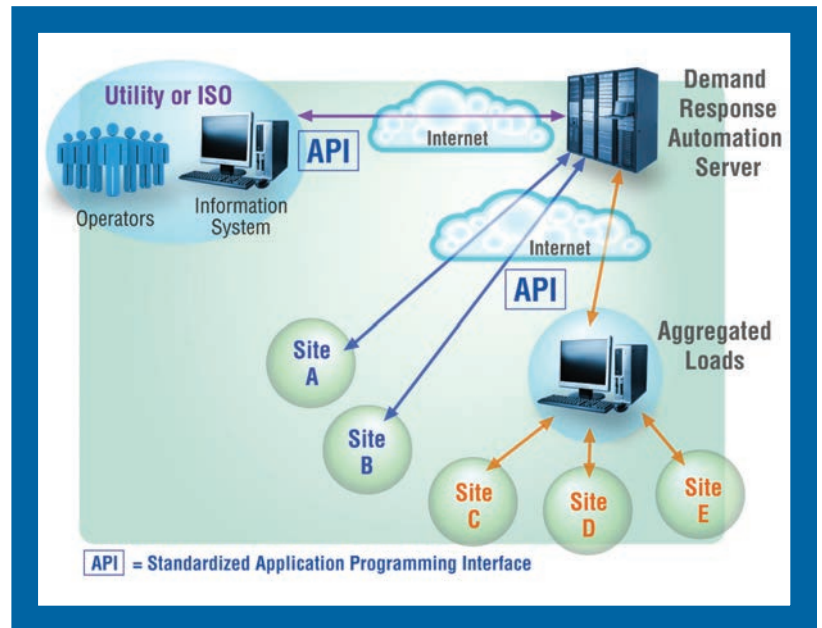 Utility or ISO
Operators
Information
System
API
Internet
Demand
Response
Automation
Server
Internet
API
Site
A
Site
B
Aggregated
Loads
Site
C
Site
D
Site
E
API = Standardized Application Programming Interface